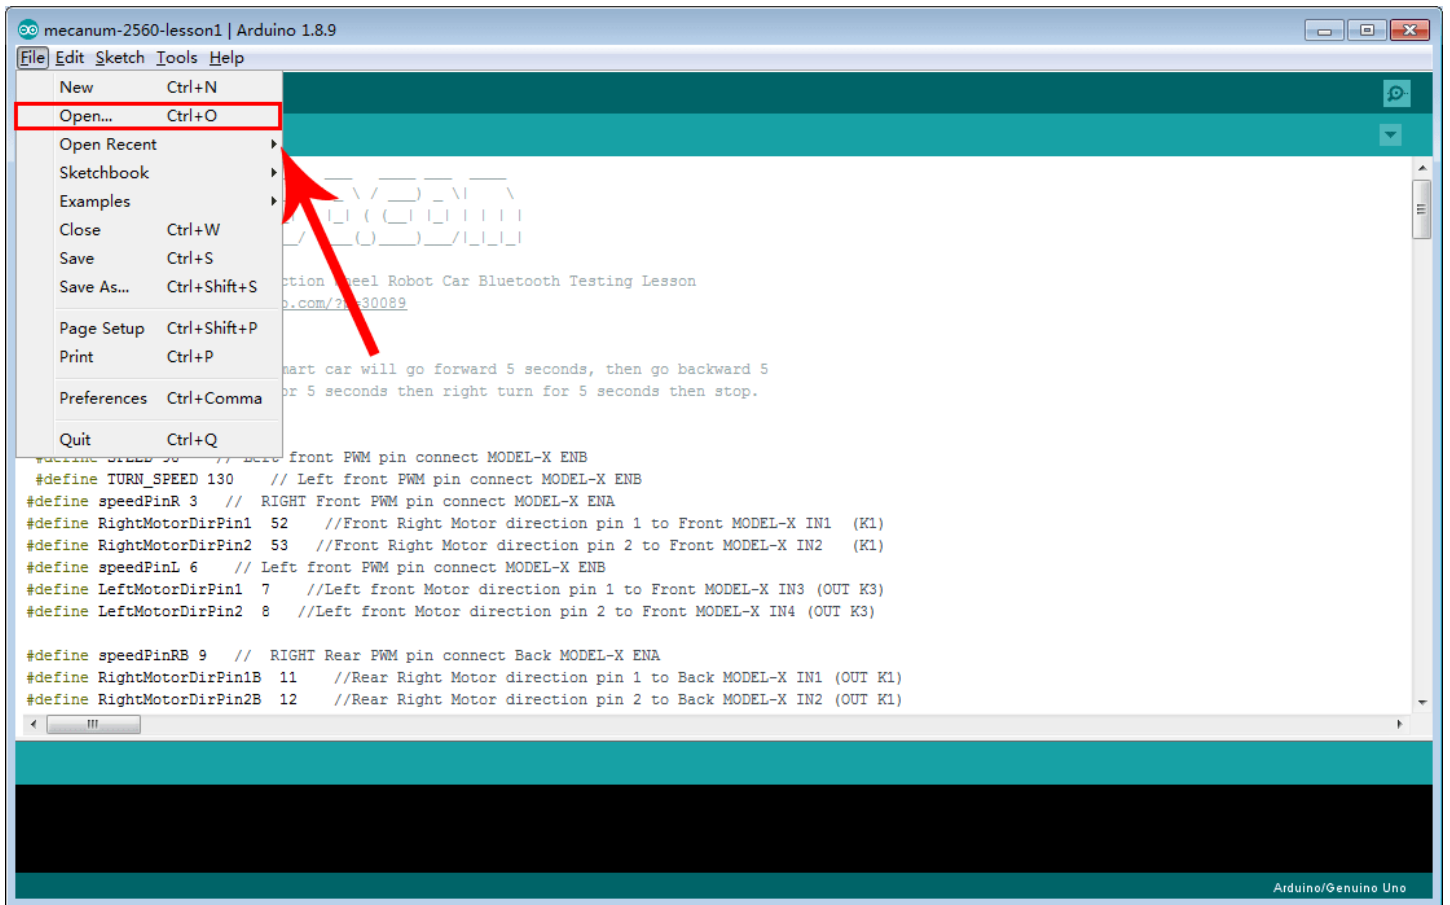 mecanum-2560-lesson1 | Arduino 1.8.9
File Edit Sketch Tools Help
New Ctrl+N
Open... Ctrl+O
Open Recent
Sketchbook
Examples
Close Ctrl+W
Save Ctrl+S
Save As... Ctrl+Shift+S
Page Setup Ctrl+Shift+P
Print Ctrl+P
Preferences Ctrl+Comma
Quit Ctrl+Q
ction Wheel Robot Car Bluetooth Testing Lesson
.com/?p=30089
mart car will go forward 5 seconds, then go backward 5
or 5 seconds then right turn for 5 seconds then stop.
#define SPEED 90 // Left front PWM pin connect MODEL-X ENB
#define TURN_SPEED 130 // Left front PWM pin connect MODEL-X ENB
#define speedPinR 3 // RIGHT Front PWM pin connect MODEL-X ENA
#define RightMotorDirPin1 52 //Front Right Motor direction pin 1 to Front MODEL-X IN1 (K1)
#define RightMotorDirPin2 53 //Front Right Motor direction pin 2 to Front MODEL-X IN2 (K1)
#define speedPinL 6 // Left front PWM pin connect MODEL-X ENB
#define LeftMotorDirPin1 7 //Left front Motor direction pin 1 to Front MODEL-X IN3 (OUT K3)
#define LeftMotorDirPin2 8 //Left front Motor direction pin 2 to Front MODEL-X IN4 (OUT K3)
#define speedPinRB 9 // RIGHT Rear PWM pin connect Back MODEL-X ENA
#define RightMotorDirPin1B 11 //Rear Right Motor direction pin 1 to Back MODEL-X IN1 (OUT K1)
#define RightMotorDirPin2B 12 //Rear Right Motor direction pin 2 to Back MODEL-X IN2 (OUT K1)
Arduino/Genuino Uno